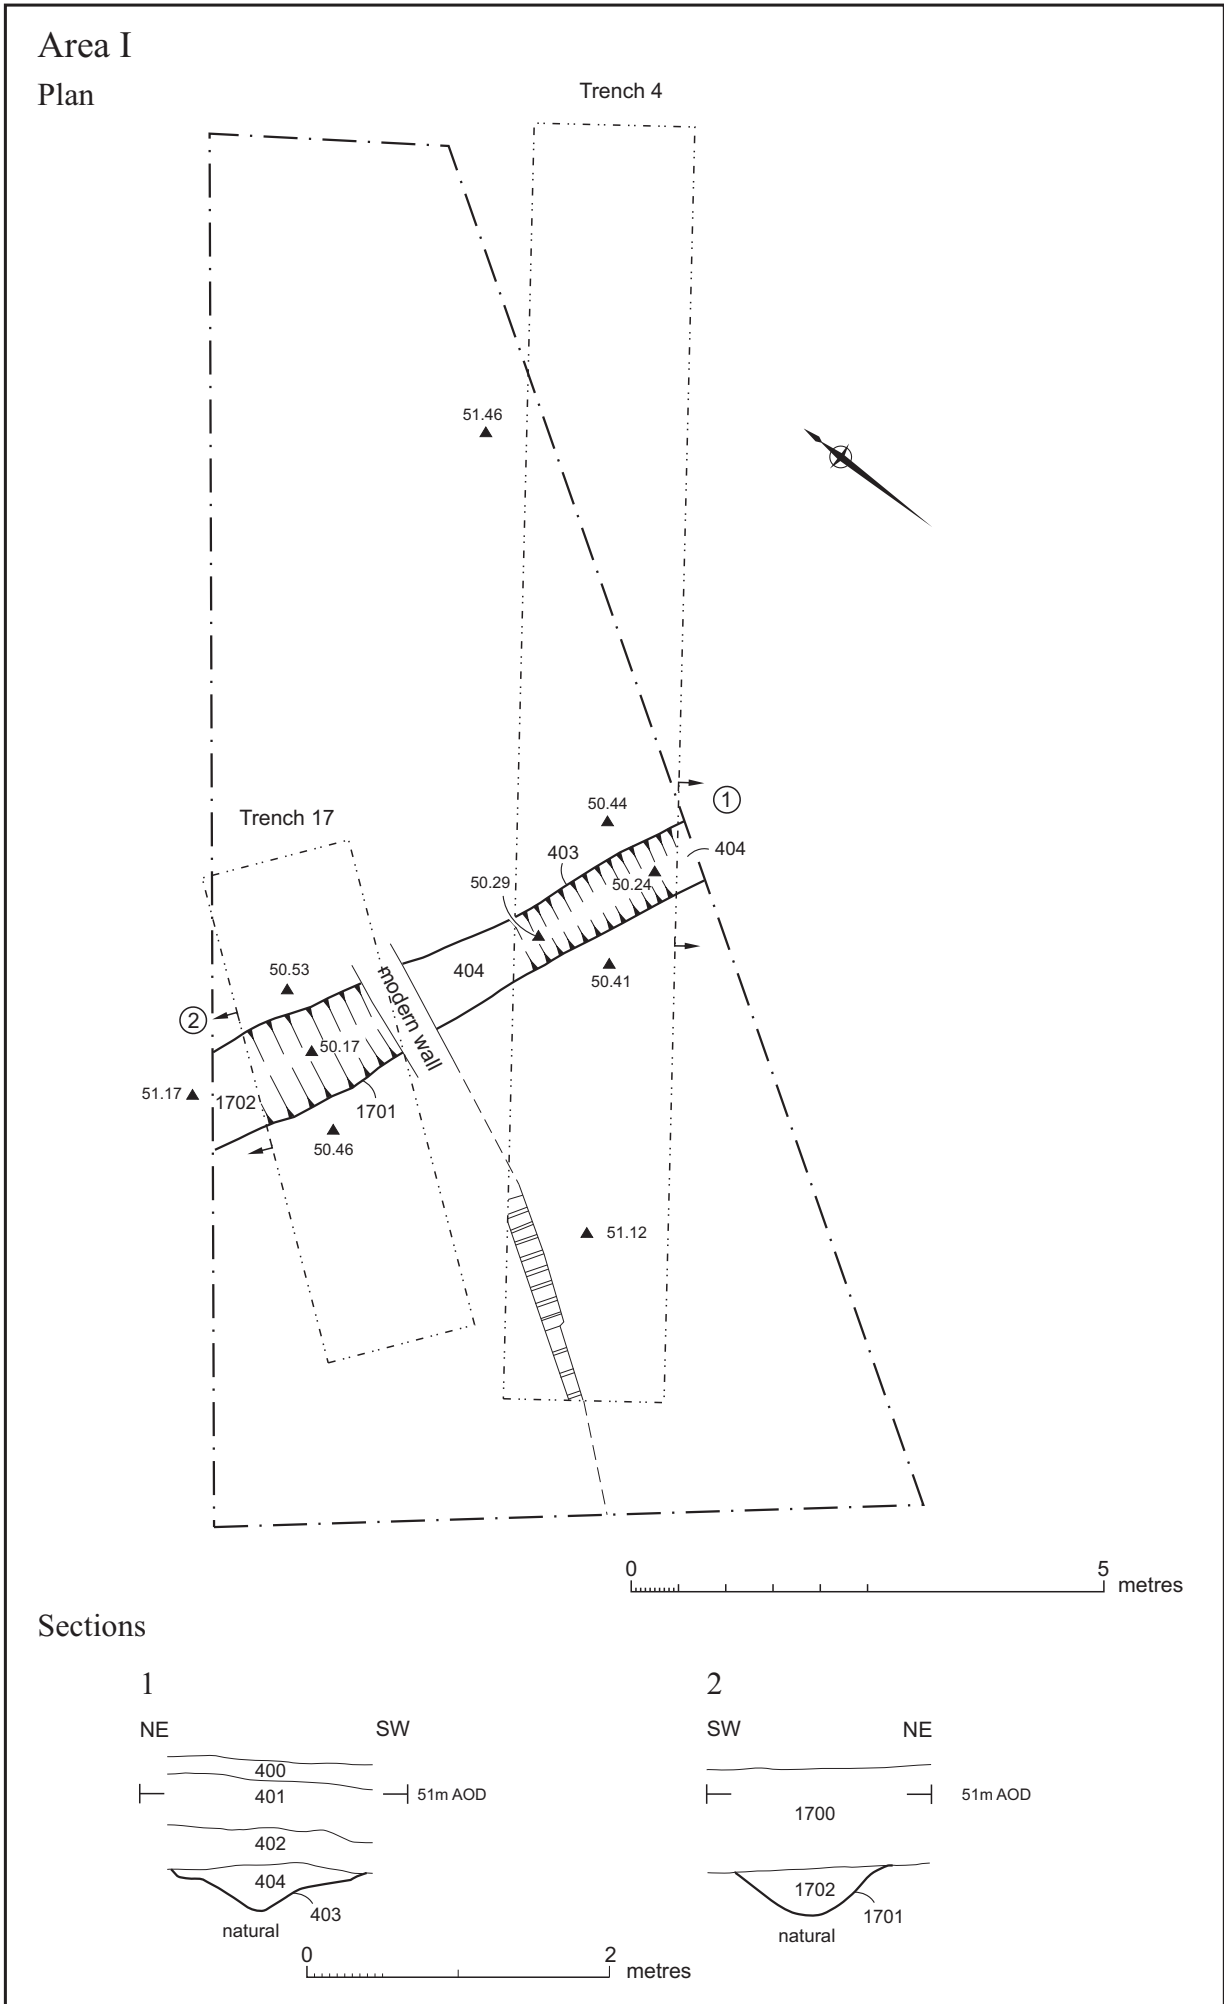 Area I
Plan
Trench 4
51.46
1
50.44
Trench 17
403
404
50.29
50.24
404
50.53
50.41
modern wall
2
50.17
51.17
1702
1701
50.46
51.12
0 5
metres
Sections
1 2
NE SW SW NE
400
401 51m AOD 51m AOD
1700
402
404 1702
403 1701
natural natural
0 2
metres